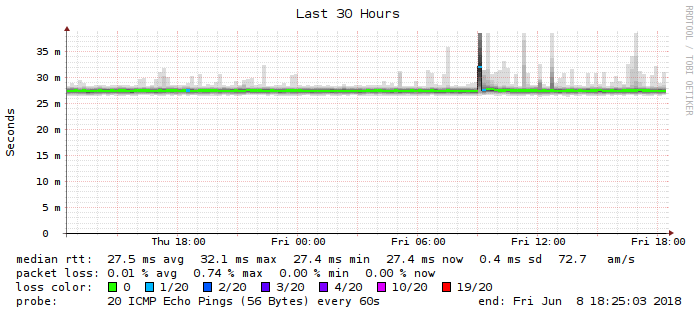 Last 30 Hours
RRDTOOL / TOBI OETIKER
Seconds
35 m
30 m
25 m
20 m
15 m
10 m
5 m
0
Thu 18:00 Fri 00:00 Fri 06:00 Fri 12:00 Fri 18:00
median rtt: 27.5 ms avg 32.1 ms max 27.4 ms min 27.4 ms now 0.4 ms sd 72.7 am/s
packet loss: 0.01 % avg 0.74 % max 0.00 % min 0.00 % now
loss color: 0 1/20 2/20 3/20 4/20 10/20 19/20
probe: 20 ICMP Echo Pings (56 Bytes) every 60s end: Fri Jun 8 18:25:03 2018